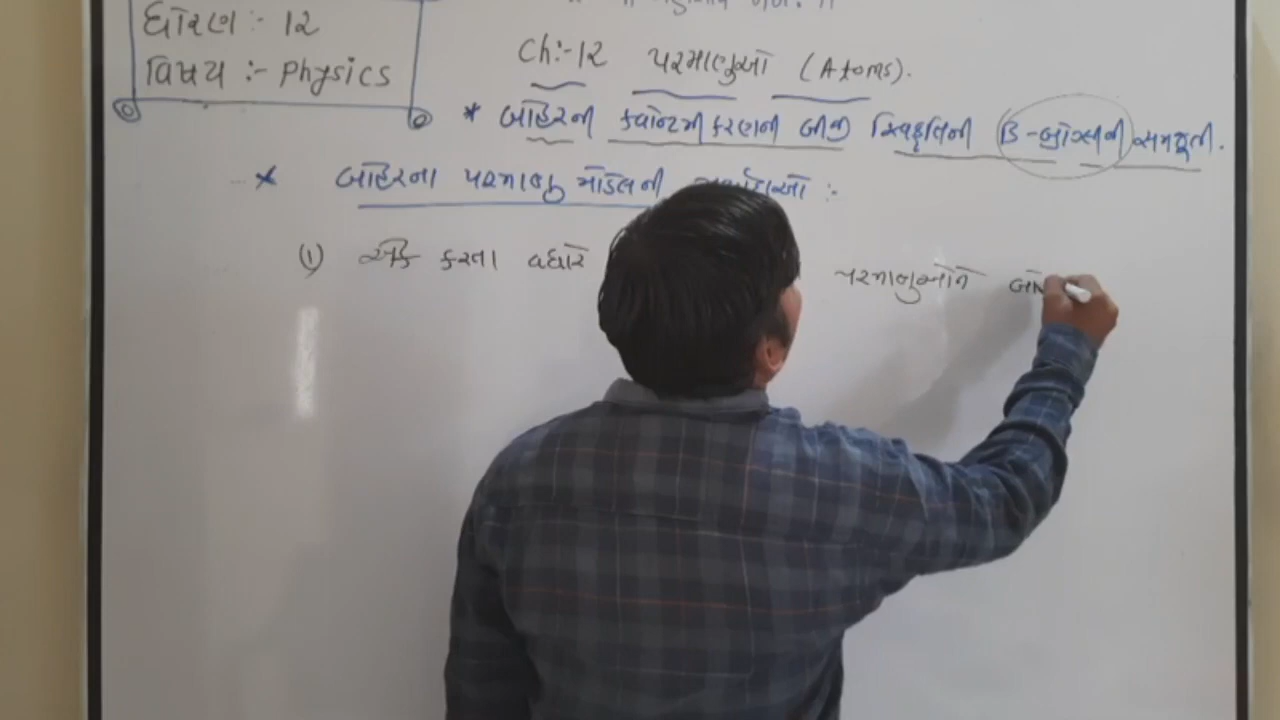 ધોરણ :- 12
વિષય :- Physics
Ch:-12 પરમાણુઓ (Atoms).
* બોહરની ક્વોન્ટમીકરણની બીજી સ્વિકૃતિની ડિ-બ્રોગ્લીની સમજૂતી.
* બોહરના પરમાણુ મોડેલની :-
(1) એક કરતા વધારે પરમાણુઓને